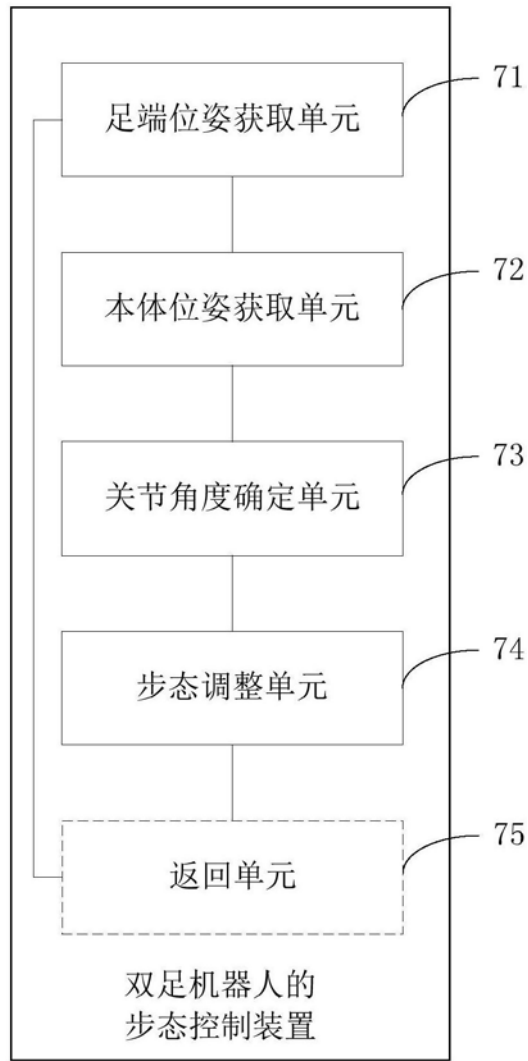 足端位姿获取单元
71
本体位姿获取单元
72
关节角度确定单元
73
步态调整单元
74
返回单元
75
双足机器人的
步态控制装置